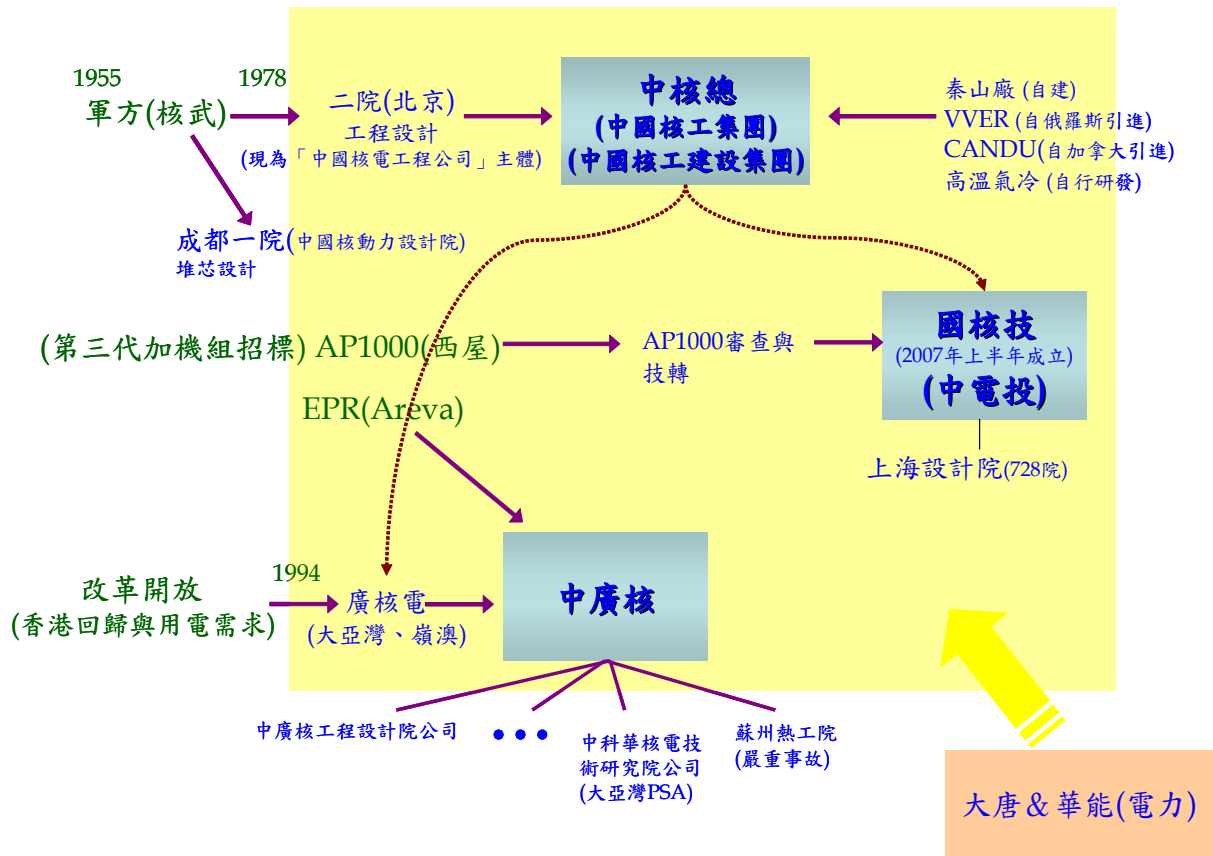 1955
1978
軍方(核武)
二院(北京)
工程設計
(現為「中國核電工程公司」主體)
中核總
(中國核工集團)
(中國核工建設集團)
秦山廠 (自建)
VVER (自俄羅斯引進)
CANDU(自加拿大引進)
高溫氣冷 (自行研發)
成都一院(中國核動力設計院)
堆芯設計
(第三代加機組招標) AP1000(西屋)
AP1000審查與
技轉
國核技
(2007年上半年成立)
(中電投)
EPR(Areva)
上海設計院(728院)
1994
改革開放
(香港回歸與用電需求)
廣核電
(大亞灣、嶺澳)
中廣核
中廣核工程設計院公司
•••
中科華核電技
術研究院公司
(大亞灣PSA)
蘇州熱工院
(嚴重事故)
大唐＆華能(電力)